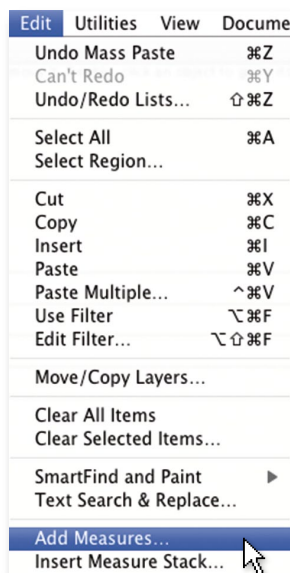 Edit Utilities View Docume
Undo Mass Paste ⌘Z
Can't Redo ⌘Y
Undo/Redo Lists... ⇧⌘Z
Select All ⌘A
Select Region...
Cut ⌘X
Copy ⌘C
Insert ⌘I
Paste ⌘V
Paste Multiple... ^⌘V
Use Filter ⌥⌘F
Edit Filter... ⌥⇧⌘F
Move/Copy Layers...
Clear All Items
Clear Selected Items...
SmartFind and Paint ▶
Text Search & Replace...
Add Measures...
Insert Measure Stack...